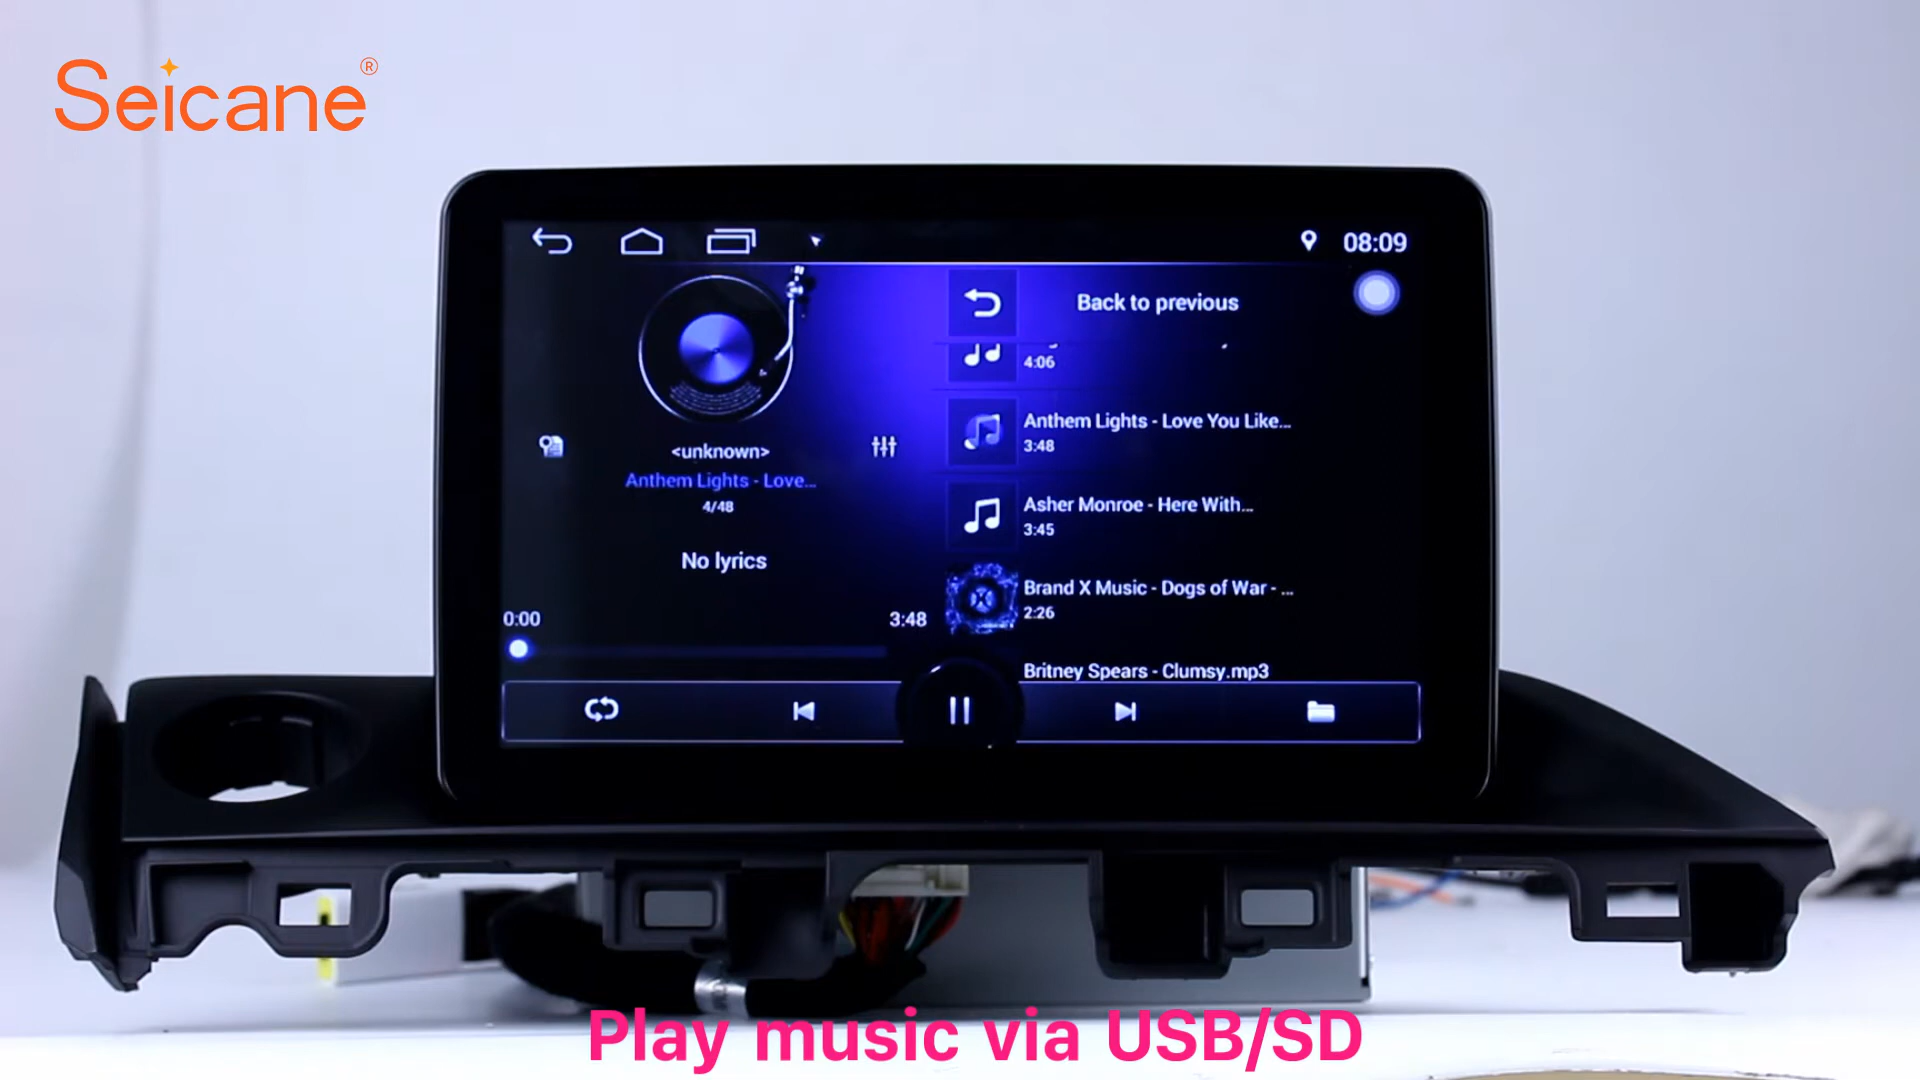 Seicane®
08:09
Back to previous
4:06
Anthem Lights - Love You Like...
3:48
Asher Monroe - Here With...
3:45
Brand X Music - Dogs of War - ...
2:26
Britney Spears - Clumsy.mp3
<unknown>
Anthem Lights - Love...
4/48
No lyrics
0:00
3:48
Play music via USB/SD